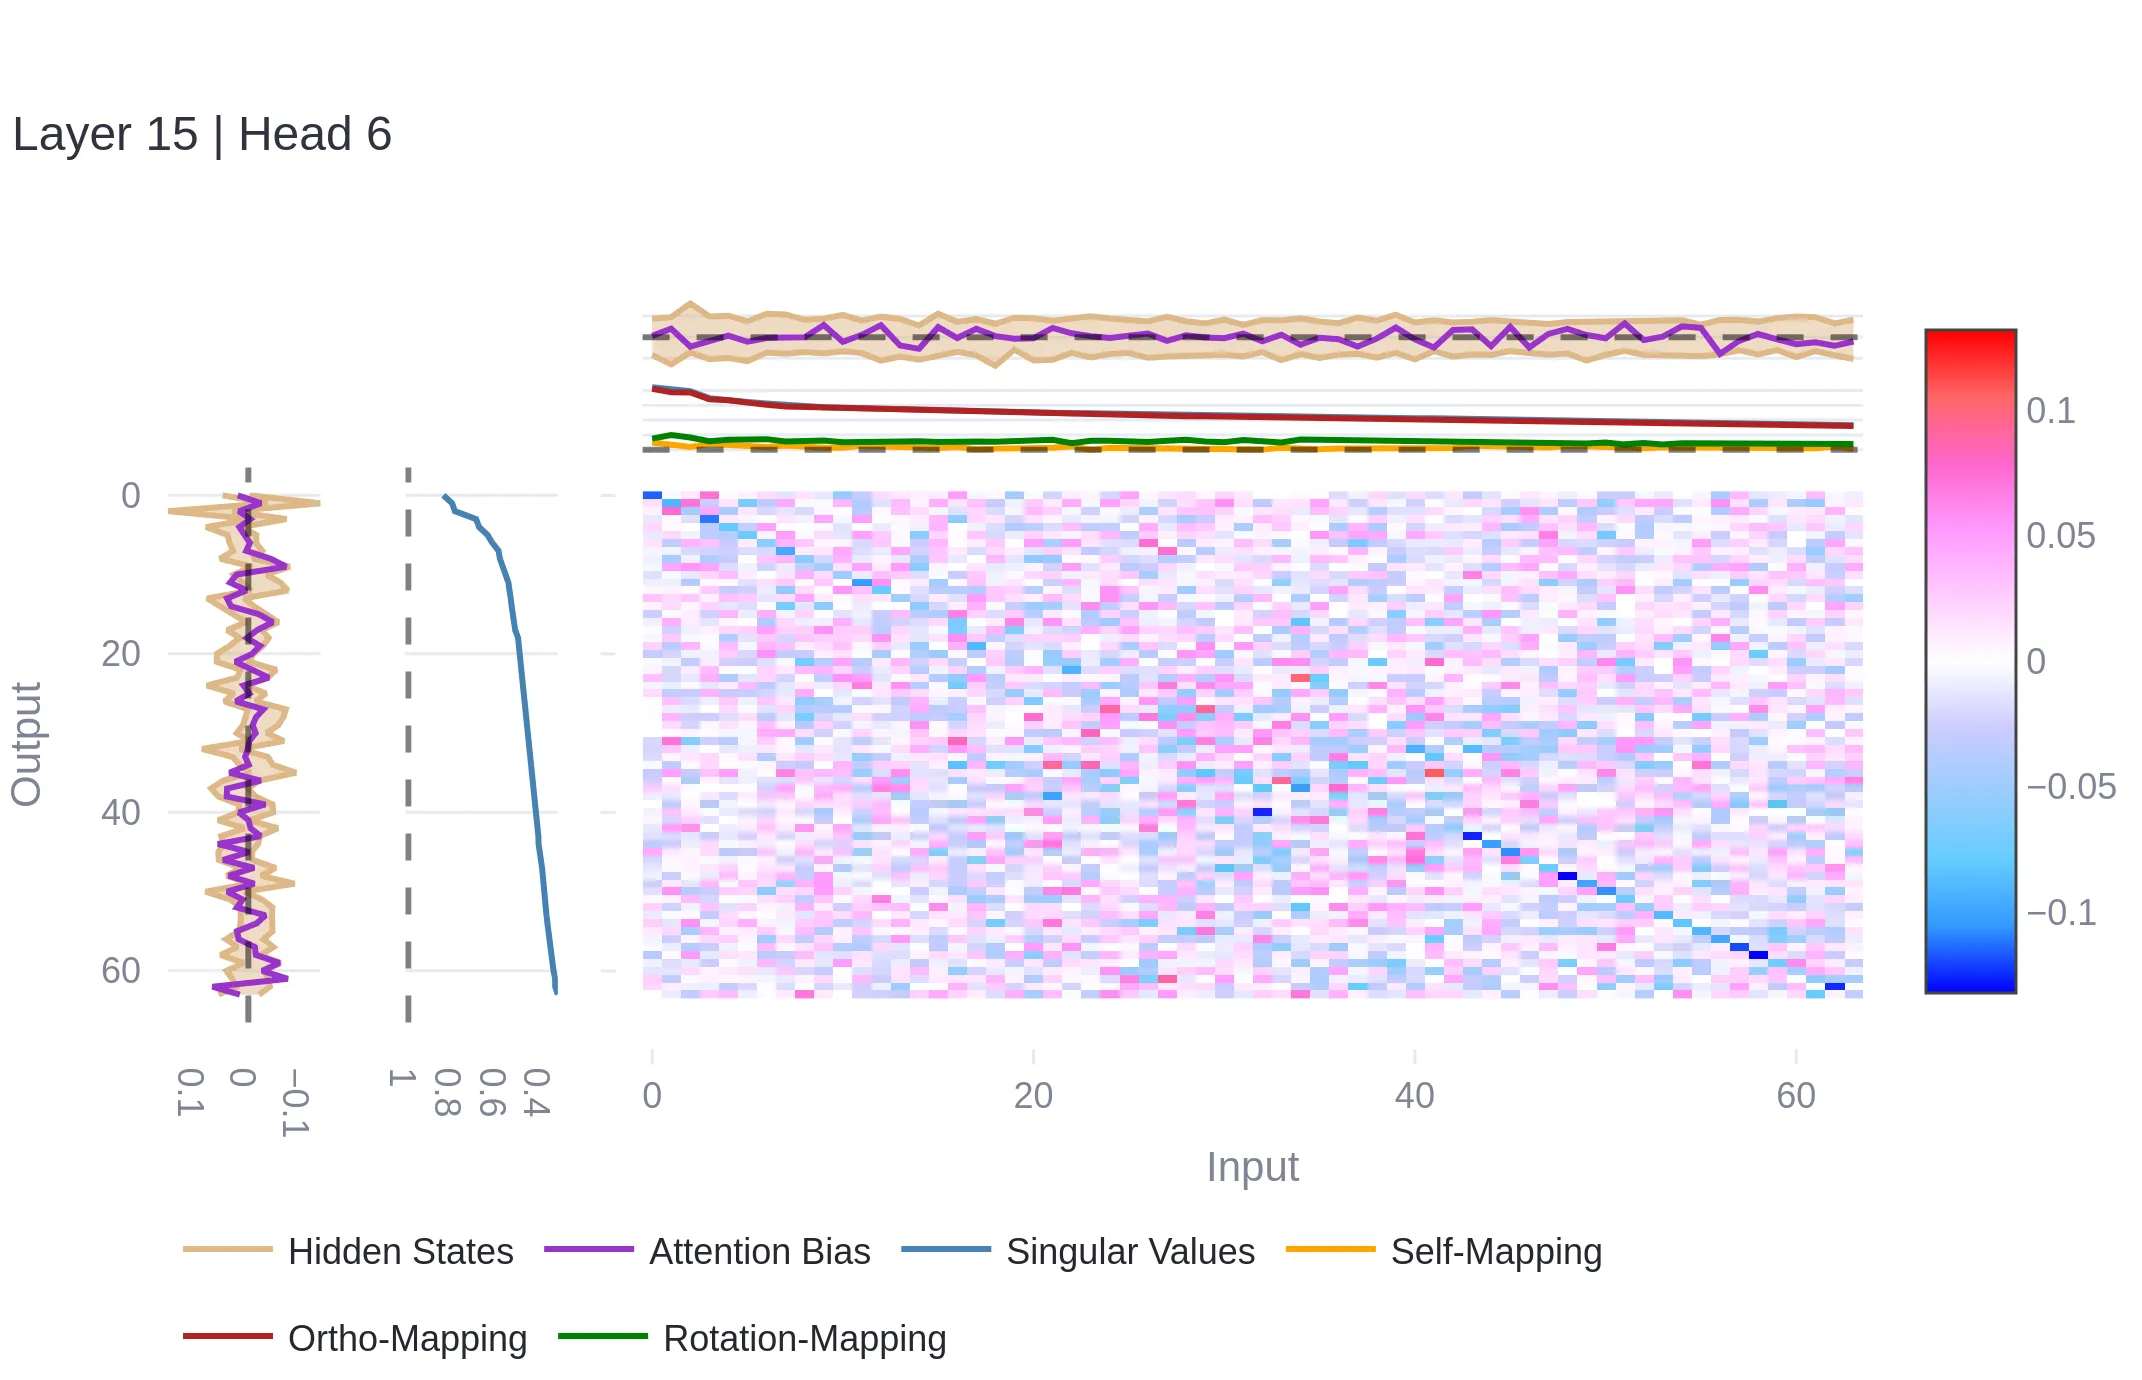 Layer 15 | Head 6
0
20
40
60
Output
0.1
0
−0.1
1
0.8
0.6
0.4
0
20
40
60
Input
0.1
0.05
0
−0.05
−0.1
Hidden States
Attention Bias
Singular Values
Self-Mapping
Ortho-Mapping
Rotation-Mapping